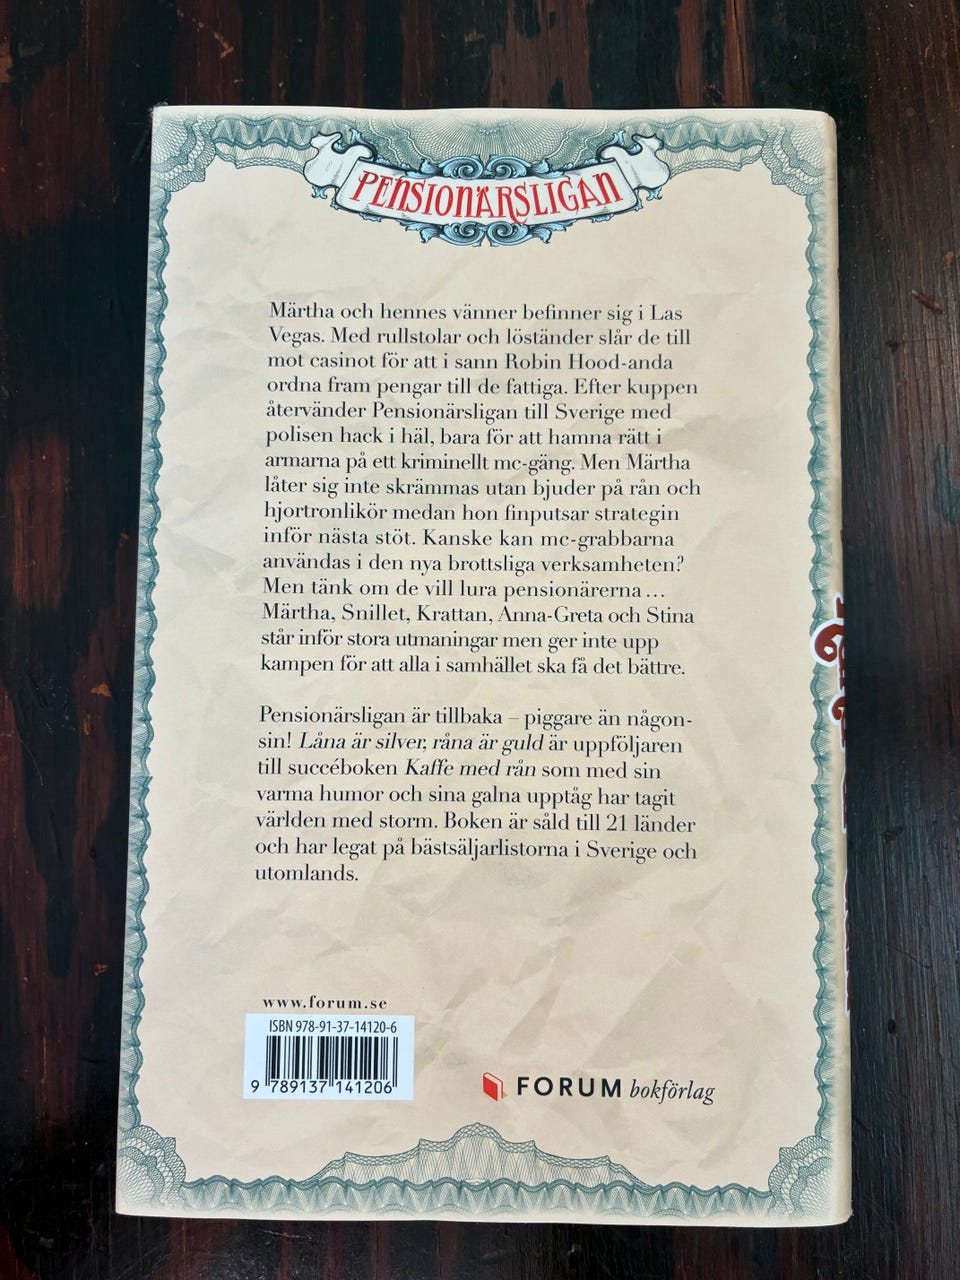 PENSIONÄRSLIGAN
Märtha och hennes vänner befinner sig i Las
Vegas. Med rullstolar och löständer slår de till
mot casinot för att i sann Robin Hood-anda
ordna fram pengar till de fattiga. Efter kuppen
återvänder Pensionärsligan till Sverige med
polisen hack i häl, bara för att hamna rätt i
armarna på ett kriminellt mc-gäng. Men Märtha
låter sig inte skrämmas utan bjuder på rån och
hjortronlikör medan hon finputsar strategin
inför nästa stöt. Kanske kan mc-grabbarna
användas i den nya brottsliga verksamheten?
Men tänk om de vill lura pensionärerna...
Märtha, Snillet, Krattan, Anna-Greta och Stina
står inför stora utmaningar men ger inte upp
kampen för att alla i samhället ska få det bättre.
Pensionärsligan är tillbaka – piggare än någon-
sin! Låna är silver, råna är guld är uppföljaren
till succéboken Kaffe med rån som med sin
varma humor och sina galna upptåg har tagit
världen med storm. Boken är såld till 21 länder
och har legat på bästsäljarlistorna i Sverige och
utomlands.
www.forum.se
ISBN 978-91-37-14120-6
9 789137 141206
FORUM bokförlag